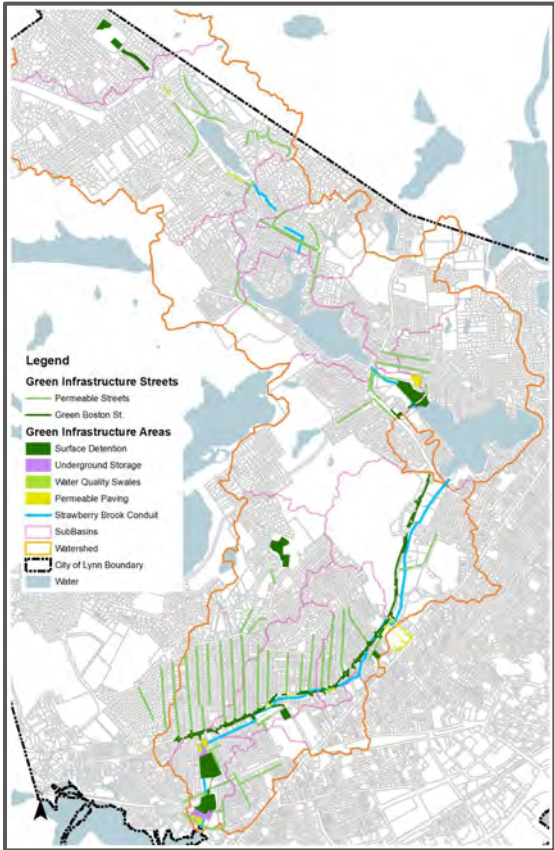 Legend
Green Infrastructure Streets
Permeable Streets
Green Boston St.
Green Infrastructure Areas
Surface Detention
Underground Storage
Water Quality Swales
Permeable Paving
Strawberry Brook Conduit
SubBasins
Watershed
City of Lynn Boundary
Water